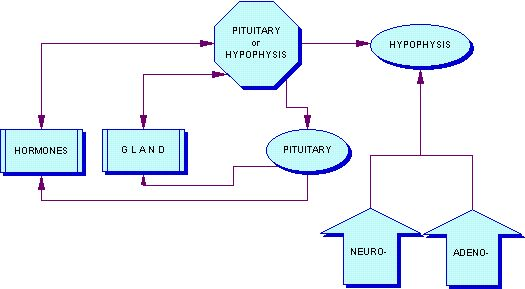 PITUITARY
or
HYPOPHYSIS
HYPOPHYSIS
HORMONES
G L A N D
PITUITARY
NEURO-
ADENO-